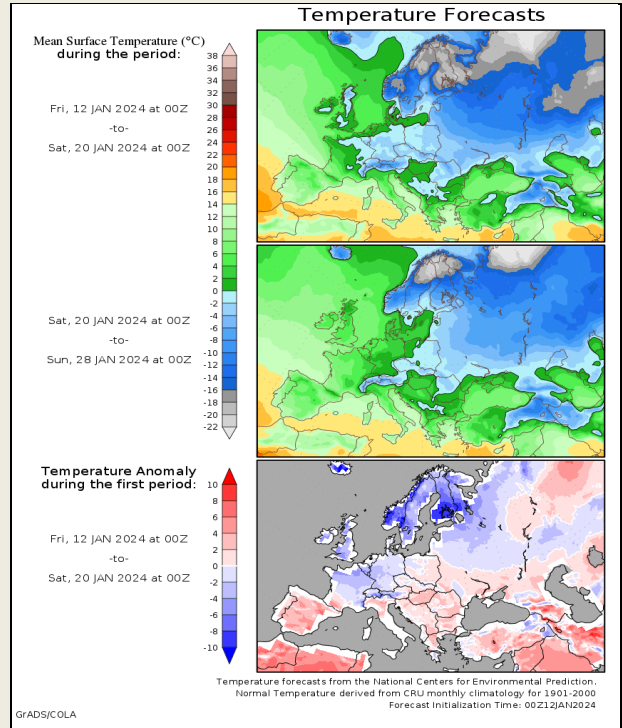 Temperature Forecasts
Mean Surface Temperature (°C)
during the period:
Fri, 12 JAN 2024 at 00Z
-to-
Sat, 20 JAN 2024 at 00Z
38
36
34
32
30
28
26
24
22
20
18
16
14
12
10
8
6
4
2
0
-2
-4
-6
-8
-10
-12
-14
-16
-18
-20
-22
Sat, 20 JAN 2024 at 00Z
-to-
Sun, 28 JAN 2024 at 00Z
Temperature Anomaly
during the first period:
Fri, 12 JAN 2024 at 00Z
-to-
Sat, 20 JAN 2024 at 00Z
10
8
6
4
2
0
-2
-4
-6
-8
-10
Temperature forecasts from the National Centers for Environmental Prediction.
Normal Temperature derived from CRU monthly climatology for 1901-2000
Forecast Initialization Time: 00Z12JAN2024
GrADS/COLA